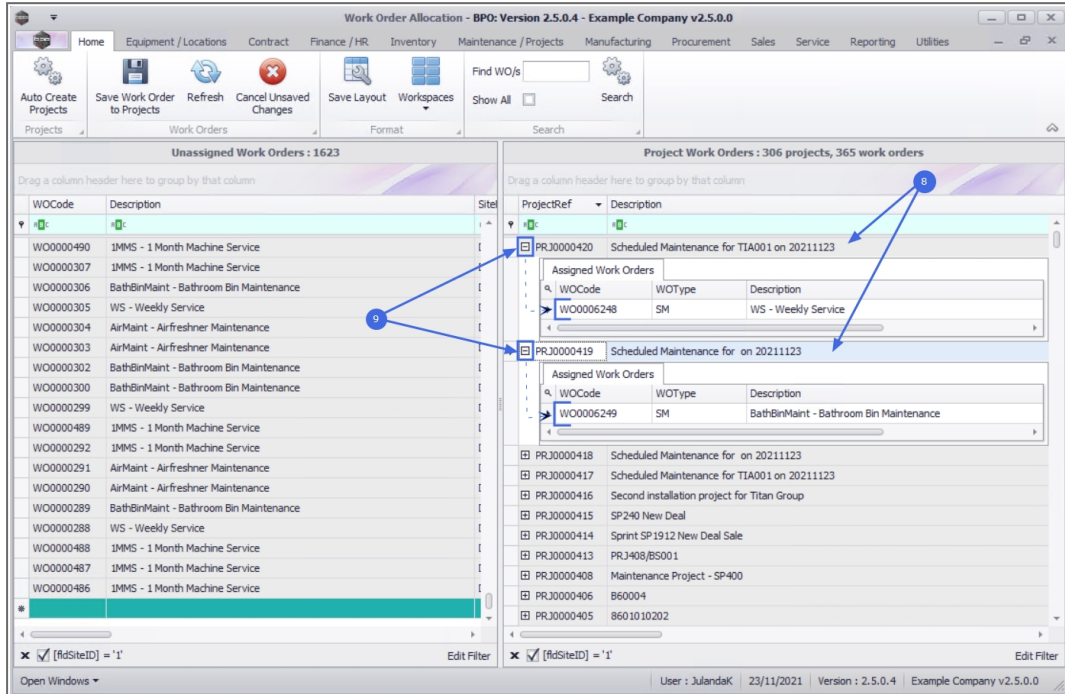 Work Order Allocation - BPO: Version 2.5.0.4 - Example Company v2.5.0.0
Home Equipment / Locations Contract Finance / HR Inventory Maintenance / Projects Manufacturing Procurement Sales Service Reporting Utilities
Auto Create Projects
Save Work Order to Projects
Refresh
Cancel Unsaved Changes
Save Layout
Workspaces
Find WO/s
Show All
Search
Projects Work Orders Format Search
Unassigned Work Orders : 1623
Drag a column header here to group by that column
WOCode Description SiteI
WO0000490 1MMS - 1 Month Machine Service
WO0000307 1MMS - 1 Month Machine Service
WO0000306 BathBinMaint - Bathroom Bin Maintenance
WO0000305 WS - Weekly Service
WO0000304 AirMaint - Airfreshner Maintenance
WO0000303 AirMaint - Airfreshner Maintenance
WO0000302 BathBinMaint - Bathroom Bin Maintenance
WO0000300 BathBinMaint - Bathroom Bin Maintenance
WO0000299 WS - Weekly Service
WO0000489 1MMS - 1 Month Machine Service
WO0000292 1MMS - 1 Month Machine Service
WO0000291 AirMaint - Airfreshner Maintenance
WO0000290 AirMaint - Airfreshner Maintenance
WO0000289 BathBinMaint - Bathroom Bin Maintenance
WO0000288 WS - Weekly Service
WO0000488 1MMS - 1 Month Machine Service
WO0000487 1MMS - 1 Month Machine Service
WO0000486 1MMS - 1 Month Machine Service
[fldSiteID] = '1' Edit Filter
Project Work Orders : 306 projects, 365 work orders
Drag a column header here to group by that column
8
ProjectRef Description
PRJ0000420 Scheduled Maintenance for TIA001 on 20211123
Assigned Work Orders
WOCode WOType Description
WO0006248 SM WS - Weekly Service
9
PRJ0000419 Scheduled Maintenance for on 20211123
Assigned Work Orders
WOCode WOType Description
WO0006249 SM BathBinMaint - Bathroom Bin Maintenance
PRJ0000418 Scheduled Maintenance for on 20211123
PRJ0000417 Scheduled Maintenance for TIA001 on 20211123
PRJ0000416 Second installation project for Titan Group
PRJ0000415 SP240 New Deal
PRJ0000414 Sprint SP1912 New Deal Sale
PRJ0000413 PRJ408/BS001
PRJ0000408 Maintenance Project - SP400
PRJ0000406 B60004
PRJ0000405 8601010202
[fldSiteID] = '1' Edit Filter
Open Windows User : JulandaK 23/11/2021 Version : 2.5.0.4 Example Company v2.5.0.0